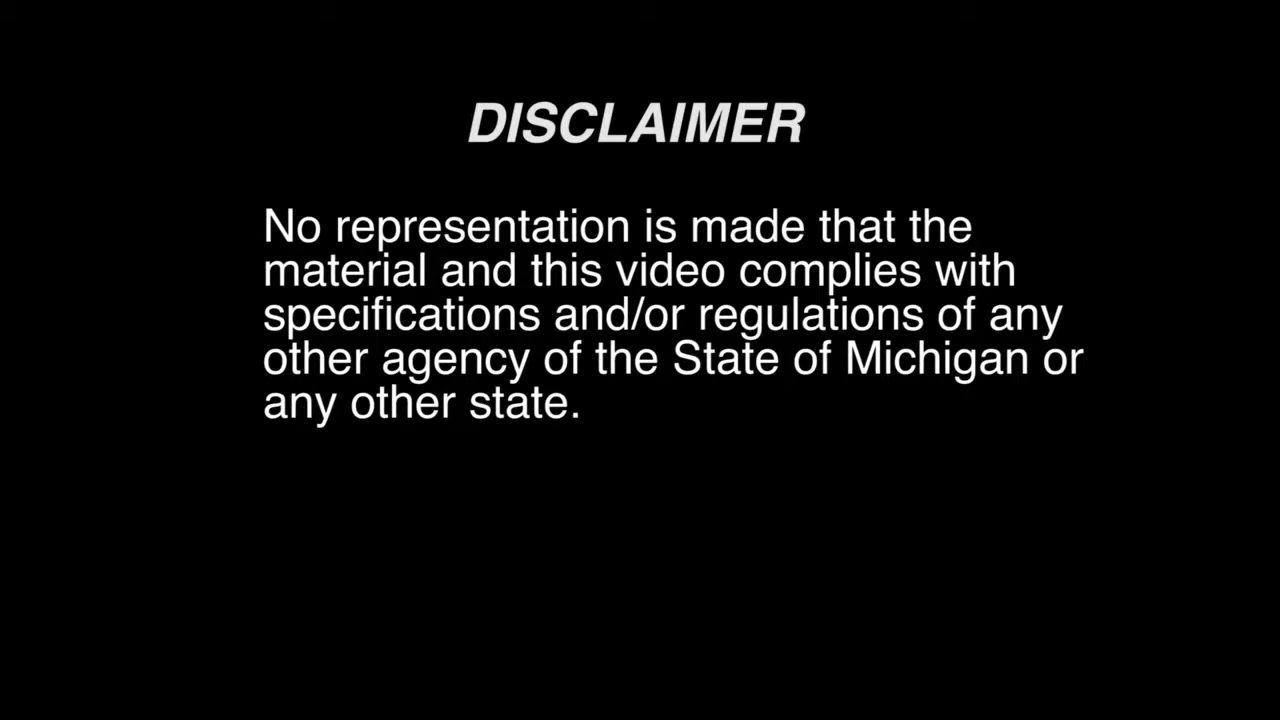 DISCLAIMER
No representation is made that the
material and this video complies with
specifications and/or regulations of any
other agency of the State of Michigan or
any other state.